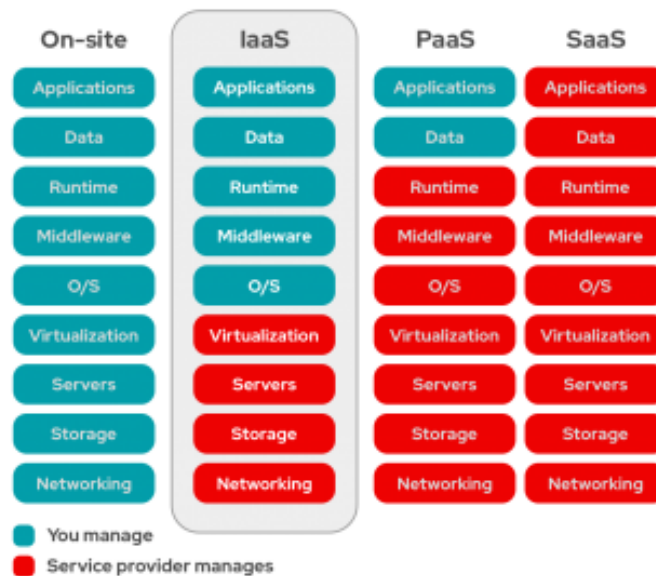 On-site IaaS PaaS SaaS
Applications Applications Applications Applications
Data Data Data Data
Runtime Runtime Runtime Runtime
Middleware Middleware Middleware Middleware
O/S O/S O/S O/S
Virtualization Virtualization Virtualization Virtualization
Servers Servers Servers Servers
Storage Storage Storage Storage
Networking Networking Networking Networking
You manage
Service provider manages